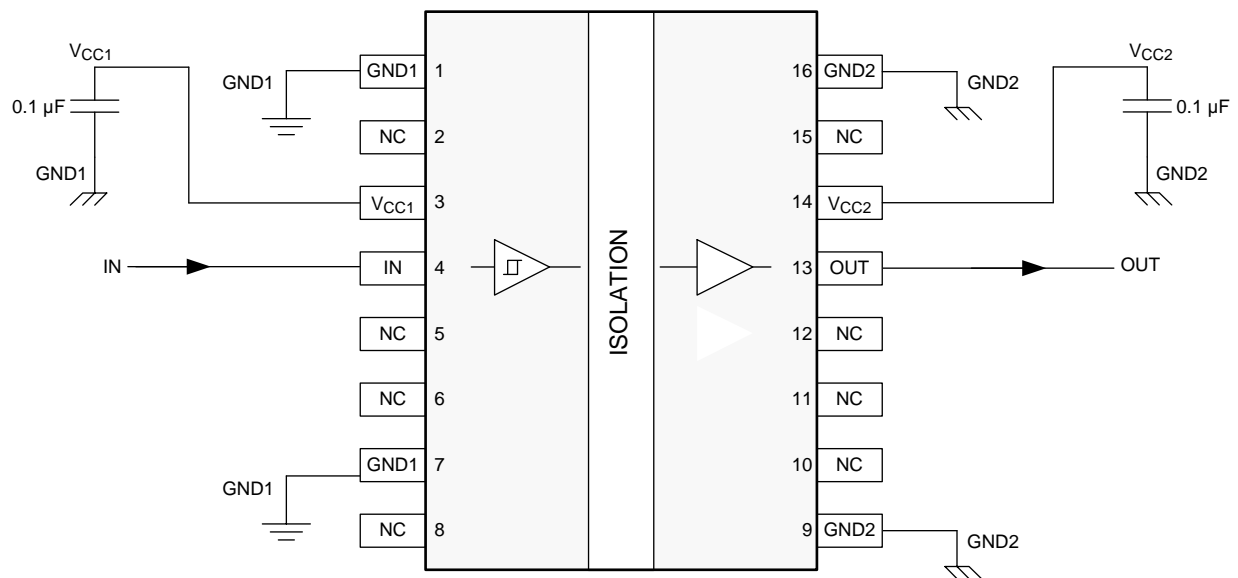 VCC1
0.1 µF
GND1
GND1
GND1 1
NC 2
VCC1 3
IN
IN 4
NC 5
NC 6
GND1
GND1 7
NC 8
ISOLATION
16 GND2
GND2
15 NC
14 VCC2
VCC2
0.1 µF
GND2
13 OUT
OUT
12 NC
11 NC
10 NC
9 GND2
GND2